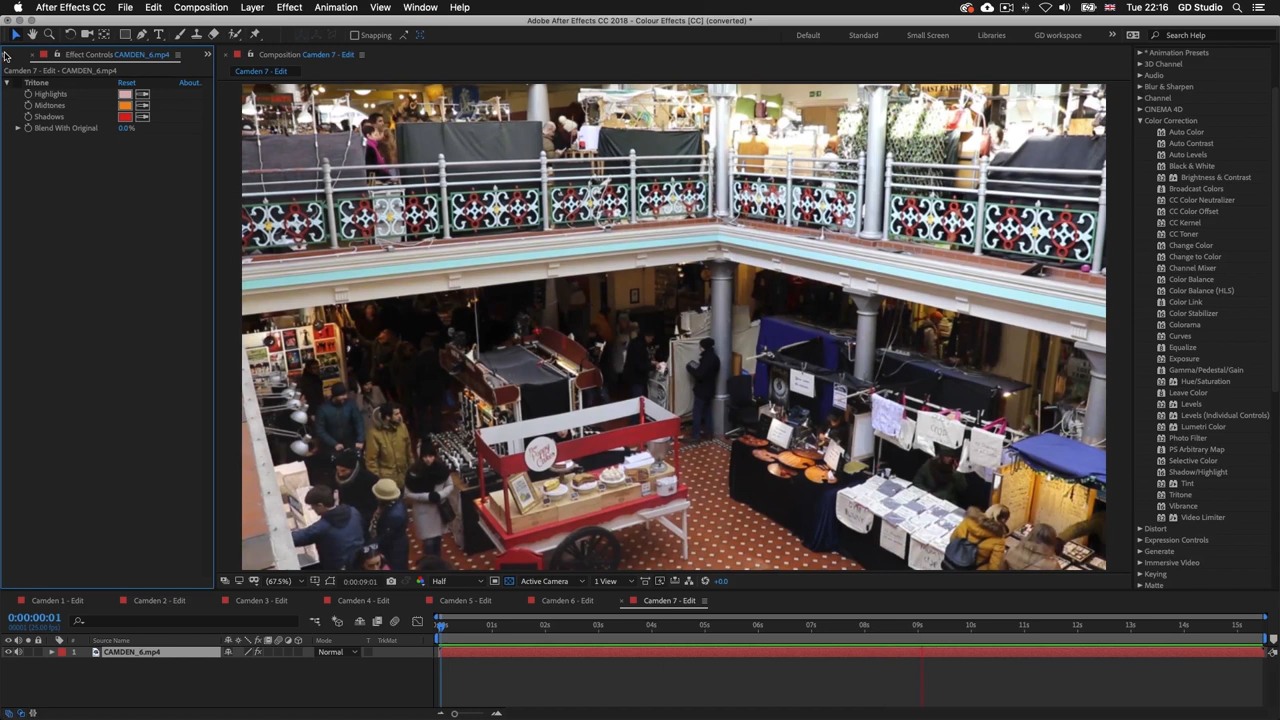 After Effects CC File Edit Composition Layer Effect Animation View Window Help
Tue 22:16 GD Studio
Adobe After Effects CC 2018 - Colour Effects [CC] (converted) *
Snapping
Default Standard Small Screen Libraries GD workspace Search Help
Effect Controls CAMDEN_6.mp4
Composition Camden 7 - Edit
Camden 7 - Edit • CAMDEN_6.mp4
Camden 7 - Edit
Tritone Reset About..
Highlights
Midtones
Shadows
Blend With Original 0.0%
* Animation Presets
3D Channel
Audio
Blur & Sharpen
Channel
CINEMA 4D
Color Correction
Auto Color
Auto Contrast
Auto Levels
Black & White
Brightness & Contrast
Broadcast Colors
CC Color Neutralizer
CC Color Offset
CC Kernel
CC Toner
Change Color
Change to Color
Channel Mixer
Color Balance
Color Balance (HLS)
Color Link
Color Stabilizer
Colorama
Curves
Equalize
Exposure
Gamma/Pedestal/Gain
Hue/Saturation
Leave Color
Levels
Levels (Individual Controls)
Lumetri Color
Photo Filter
PS Arbitrary Map
Selective Color
Shadow/Highlight
Tint
Tritone
Vibrance
Video Limiter
Distort
Expression Controls
Generate
Immersive Video
Keying
Matte
(67.5%) 0:00:09:01 Half Active Camera 1 View +0.0
Camden 1 - Edit Camden 2 - Edit Camden 3 - Edit Camden 4 - Edit Camden 5 - Edit Camden 6 - Edit Camden 7 - Edit
0:00:00:01
00001 (25.00 fps)
01s 02s 03s 04s 05s 06s 07s 08s 09s 10s 11s 12s 13s 14s 15s
# Source Name Mode T TrkMat
1 CAMDEN_6.mp4 Normal